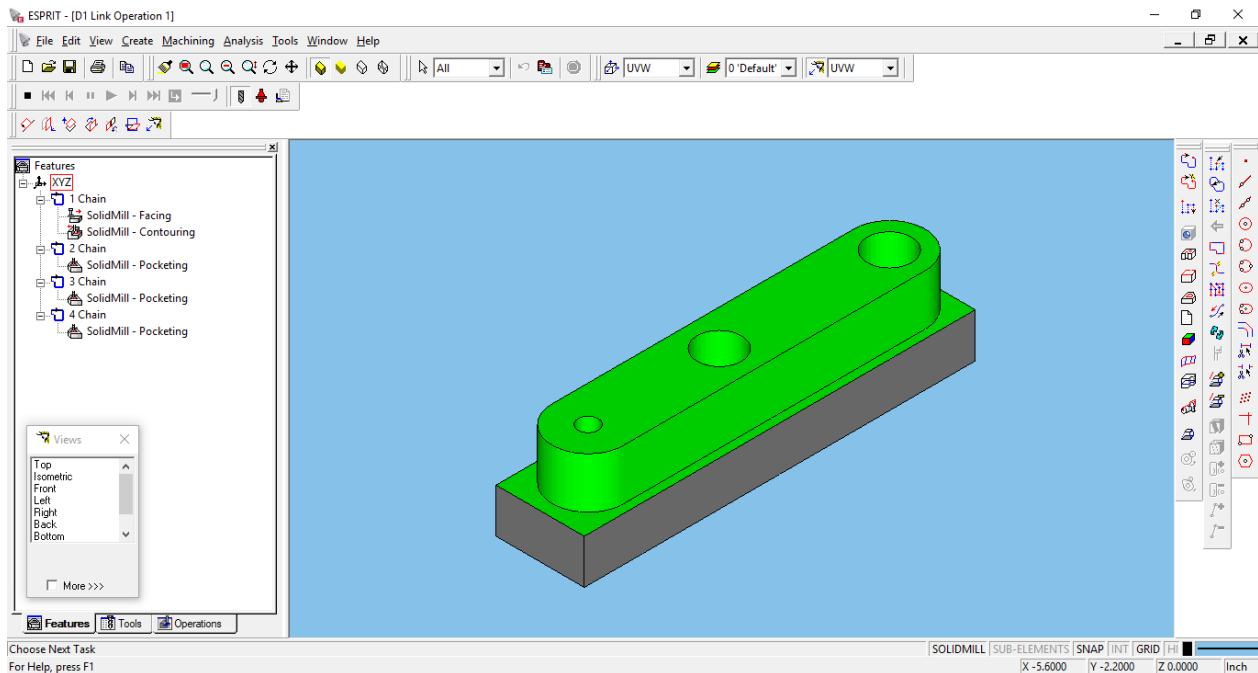 ESPRIT - [D1 Link Operation 1]
File Edit View Create Machining Analysis Tools Window Help
All UVW 0 'Default' UVW
Features
XYZ
1 Chain
SolidMill - Facing
SolidMill - Contouring
2 Chain
SolidMill - Pocketing
3 Chain
SolidMill - Pocketing
4 Chain
SolidMill - Pocketing
Views
Top
Isometric
Front
Left
Right
Back
Bottom
More >>>
Features Tools Operations
Choose Next Task SOLIDMILL SUB-ELEMENTS SNAP INT GRID HI
For Help, press F1 X -5.6000 Y -2.2000 Z 0.0000 Inch